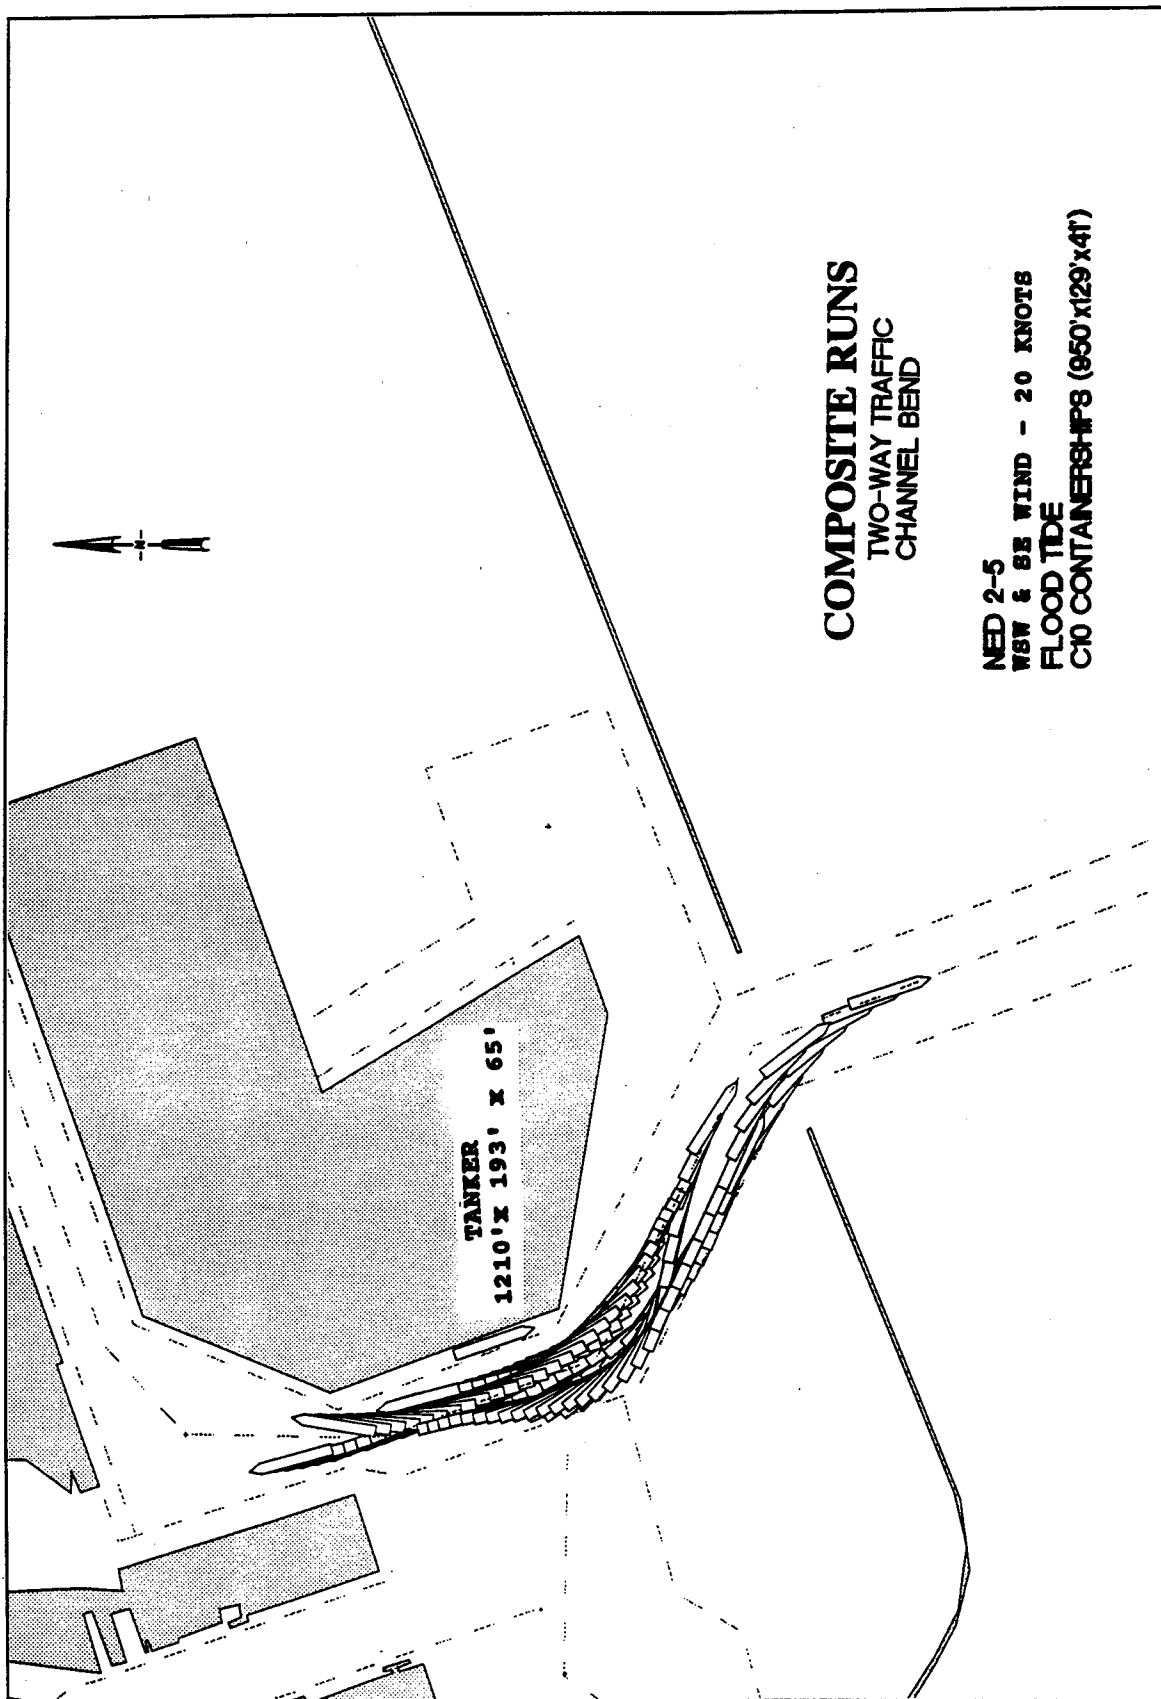 COMPOSITE RUNS
TWO-WAY TRAFFIC
CHANNEL BEND
NED 2-5
WSW & SE WIND - 20 KNOTS
FLOOD TIDE
C10 CONTAINERSHIPS (950'x129'x41')
TANKER
1210'x 193' x 65'
-N-